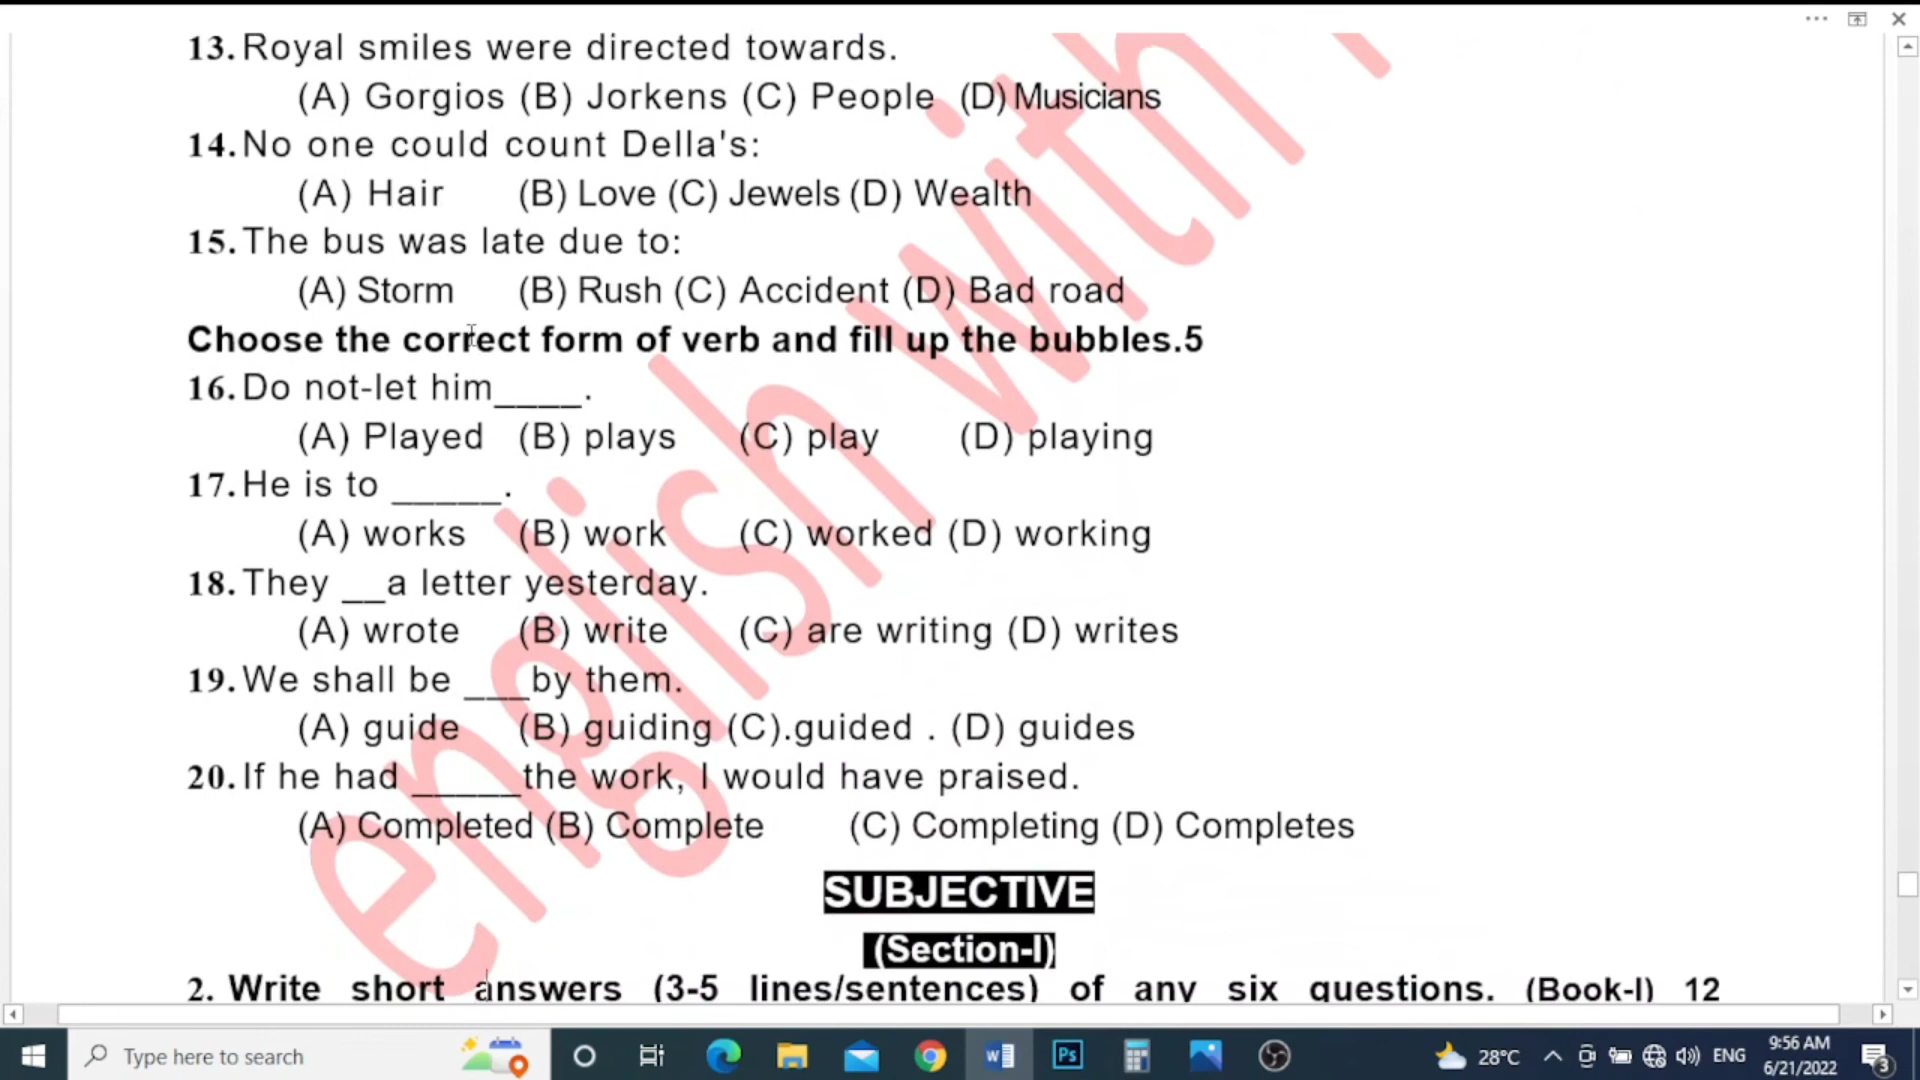 13. Royal smiles were directed towards.
(A) Gorgios (B) Jorkens (C) People (D) Musicians
14. No one could count Della's:
(A) Hair (B) Love (C) Jewels (D) Wealth
15. The bus was late due to:
(A) Storm (B) Rush (C) Accident (D) Bad road
Choose the correct form of verb and fill up the bubbles.5
16. Do not-let him____.
(A) Played (B) plays (C) play (D) playing
17. He is to _____.
(A) works (B) work (C) worked (D) working
18. They __a letter yesterday.
(A) wrote (B) write (C) are writing (D) writes
19. We shall be ___by them.
(A) guide (B) guiding (C).guided . (D) guides
20. If he had _____the work, I would have praised.
(A) Completed (B) Complete (C) Completing (D) Completes
SUBJECTIVE
(Section-I)
2. Write short answers (3-5 lines/sentences) of any six questions. (Book-I) 12
english with
Type here to search
28°C
ENG
9:56 AM
6/21/2022
3